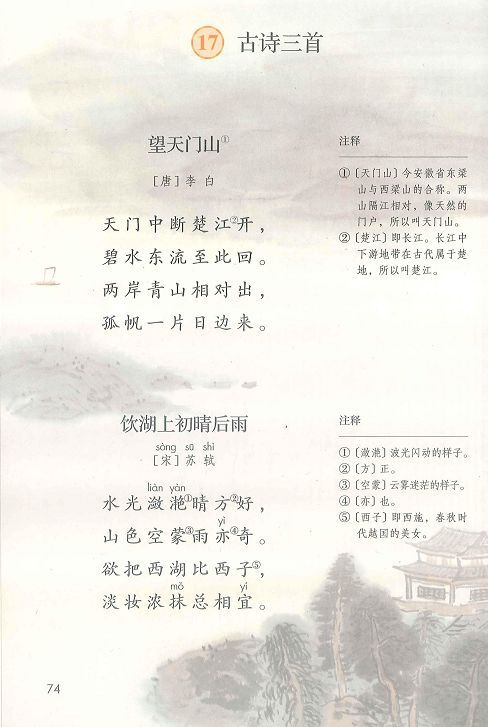 17 古诗三首
望天门山①
[唐] 李 白
天门中断楚江②开，
碧水东流至此回。
两岸青山相对出，
孤帆一片日边来。
注释
①〔天门山〕今安徽省东梁
山与西梁山的合称。两
山隔江相对，像天然的
门户，所以叫天门山。
②〔楚江〕即长江。长江中
下游地带在古代属于楚
地，所以叫楚江。
饮湖上初晴后雨
sòng sū shì
[宋] 苏 轼
liàn yàn
水光潋滟①晴方②好，
yì
山色空蒙③雨亦④奇。
欲把西湖比西子⑤，
mǒ yí
淡妆浓抹总相宜。
注释
①〔潋滟〕波光闪动的样子。
②〔方〕正。
③〔空蒙〕云雾迷茫的样子。
④〔亦〕也。
⑤〔西子〕即西施，春秋时
代越国的美女。
74